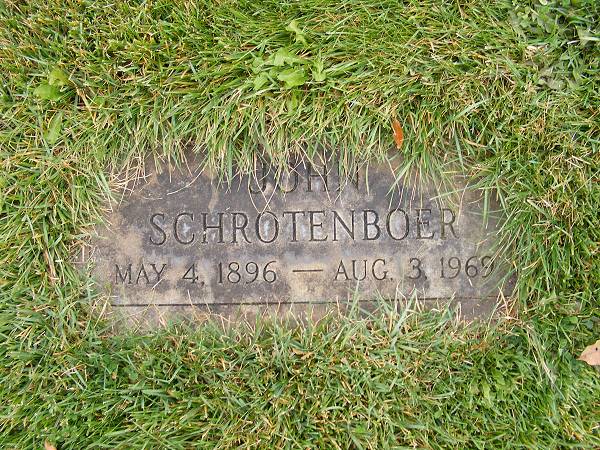 JOHN
SCHROTENBOER
MAY 4, 1896 — AUG. 3, 1969